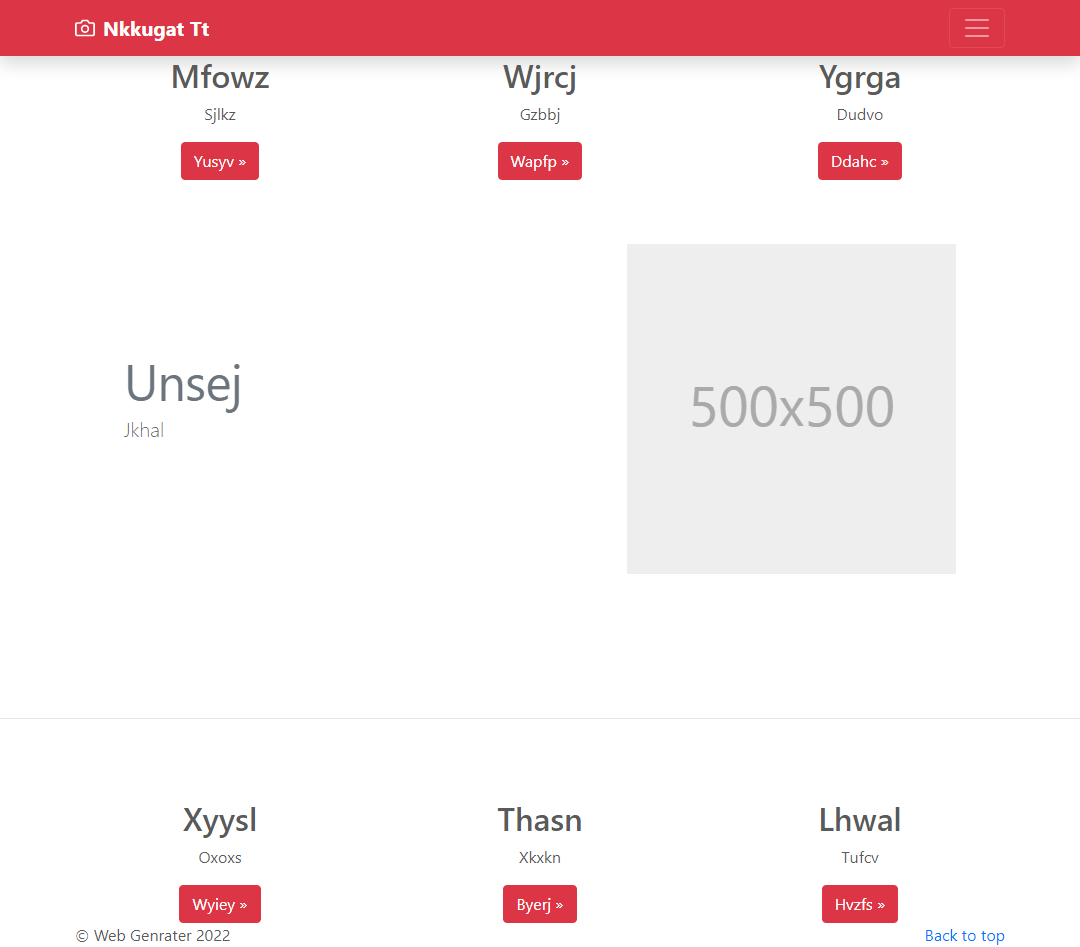 Nkkugat Tt
Mfowz Wjrcj Ygrga
Sjlkz Gzbbj Dudvo
Yusyv » Wapfp » Ddahc »
500x500
Unsej
Jkhal
Xyysl Thasn Lhwal
Oxoxs Xkxkn Tufcv
Wyiey » Byerj » Hvzfs »
© Web Genrater 2022 Back to top